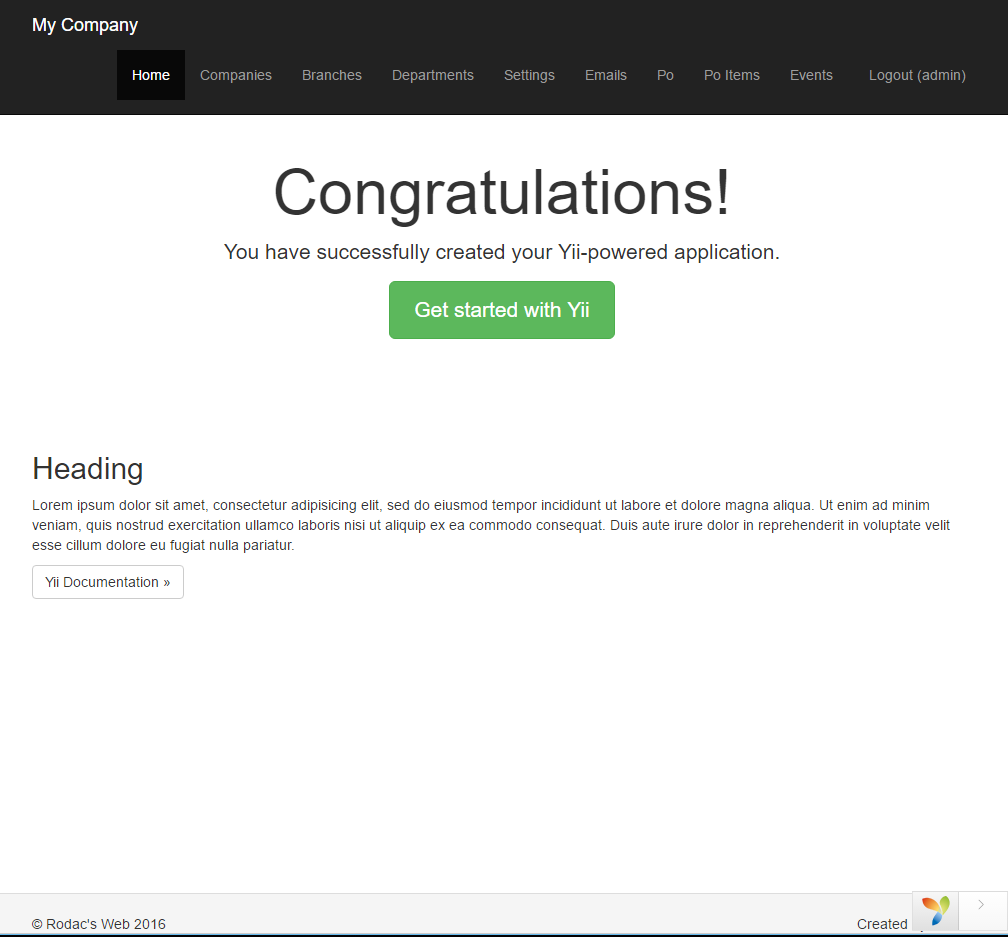 My Company
Home Companies Branches Departments Settings Emails Po Po Items Events Logout (admin)
Congratulations!
You have successfully created your Yii-powered application.
Get started with Yii
Heading
Lorem ipsum dolor sit amet, consectetur adipisicing elit, sed do eiusmod tempor incididunt ut labore et dolore magna aliqua. Ut enim ad minim
veniam, quis nostrud exercitation ullamco laboris nisi ut aliquip ex ea commodo consequat. Duis aute irure dolor in reprehenderit in voluptate velit
esse cillum dolore eu fugiat nulla pariatur.
Yii Documentation »
© Rodac's Web 2016
Created